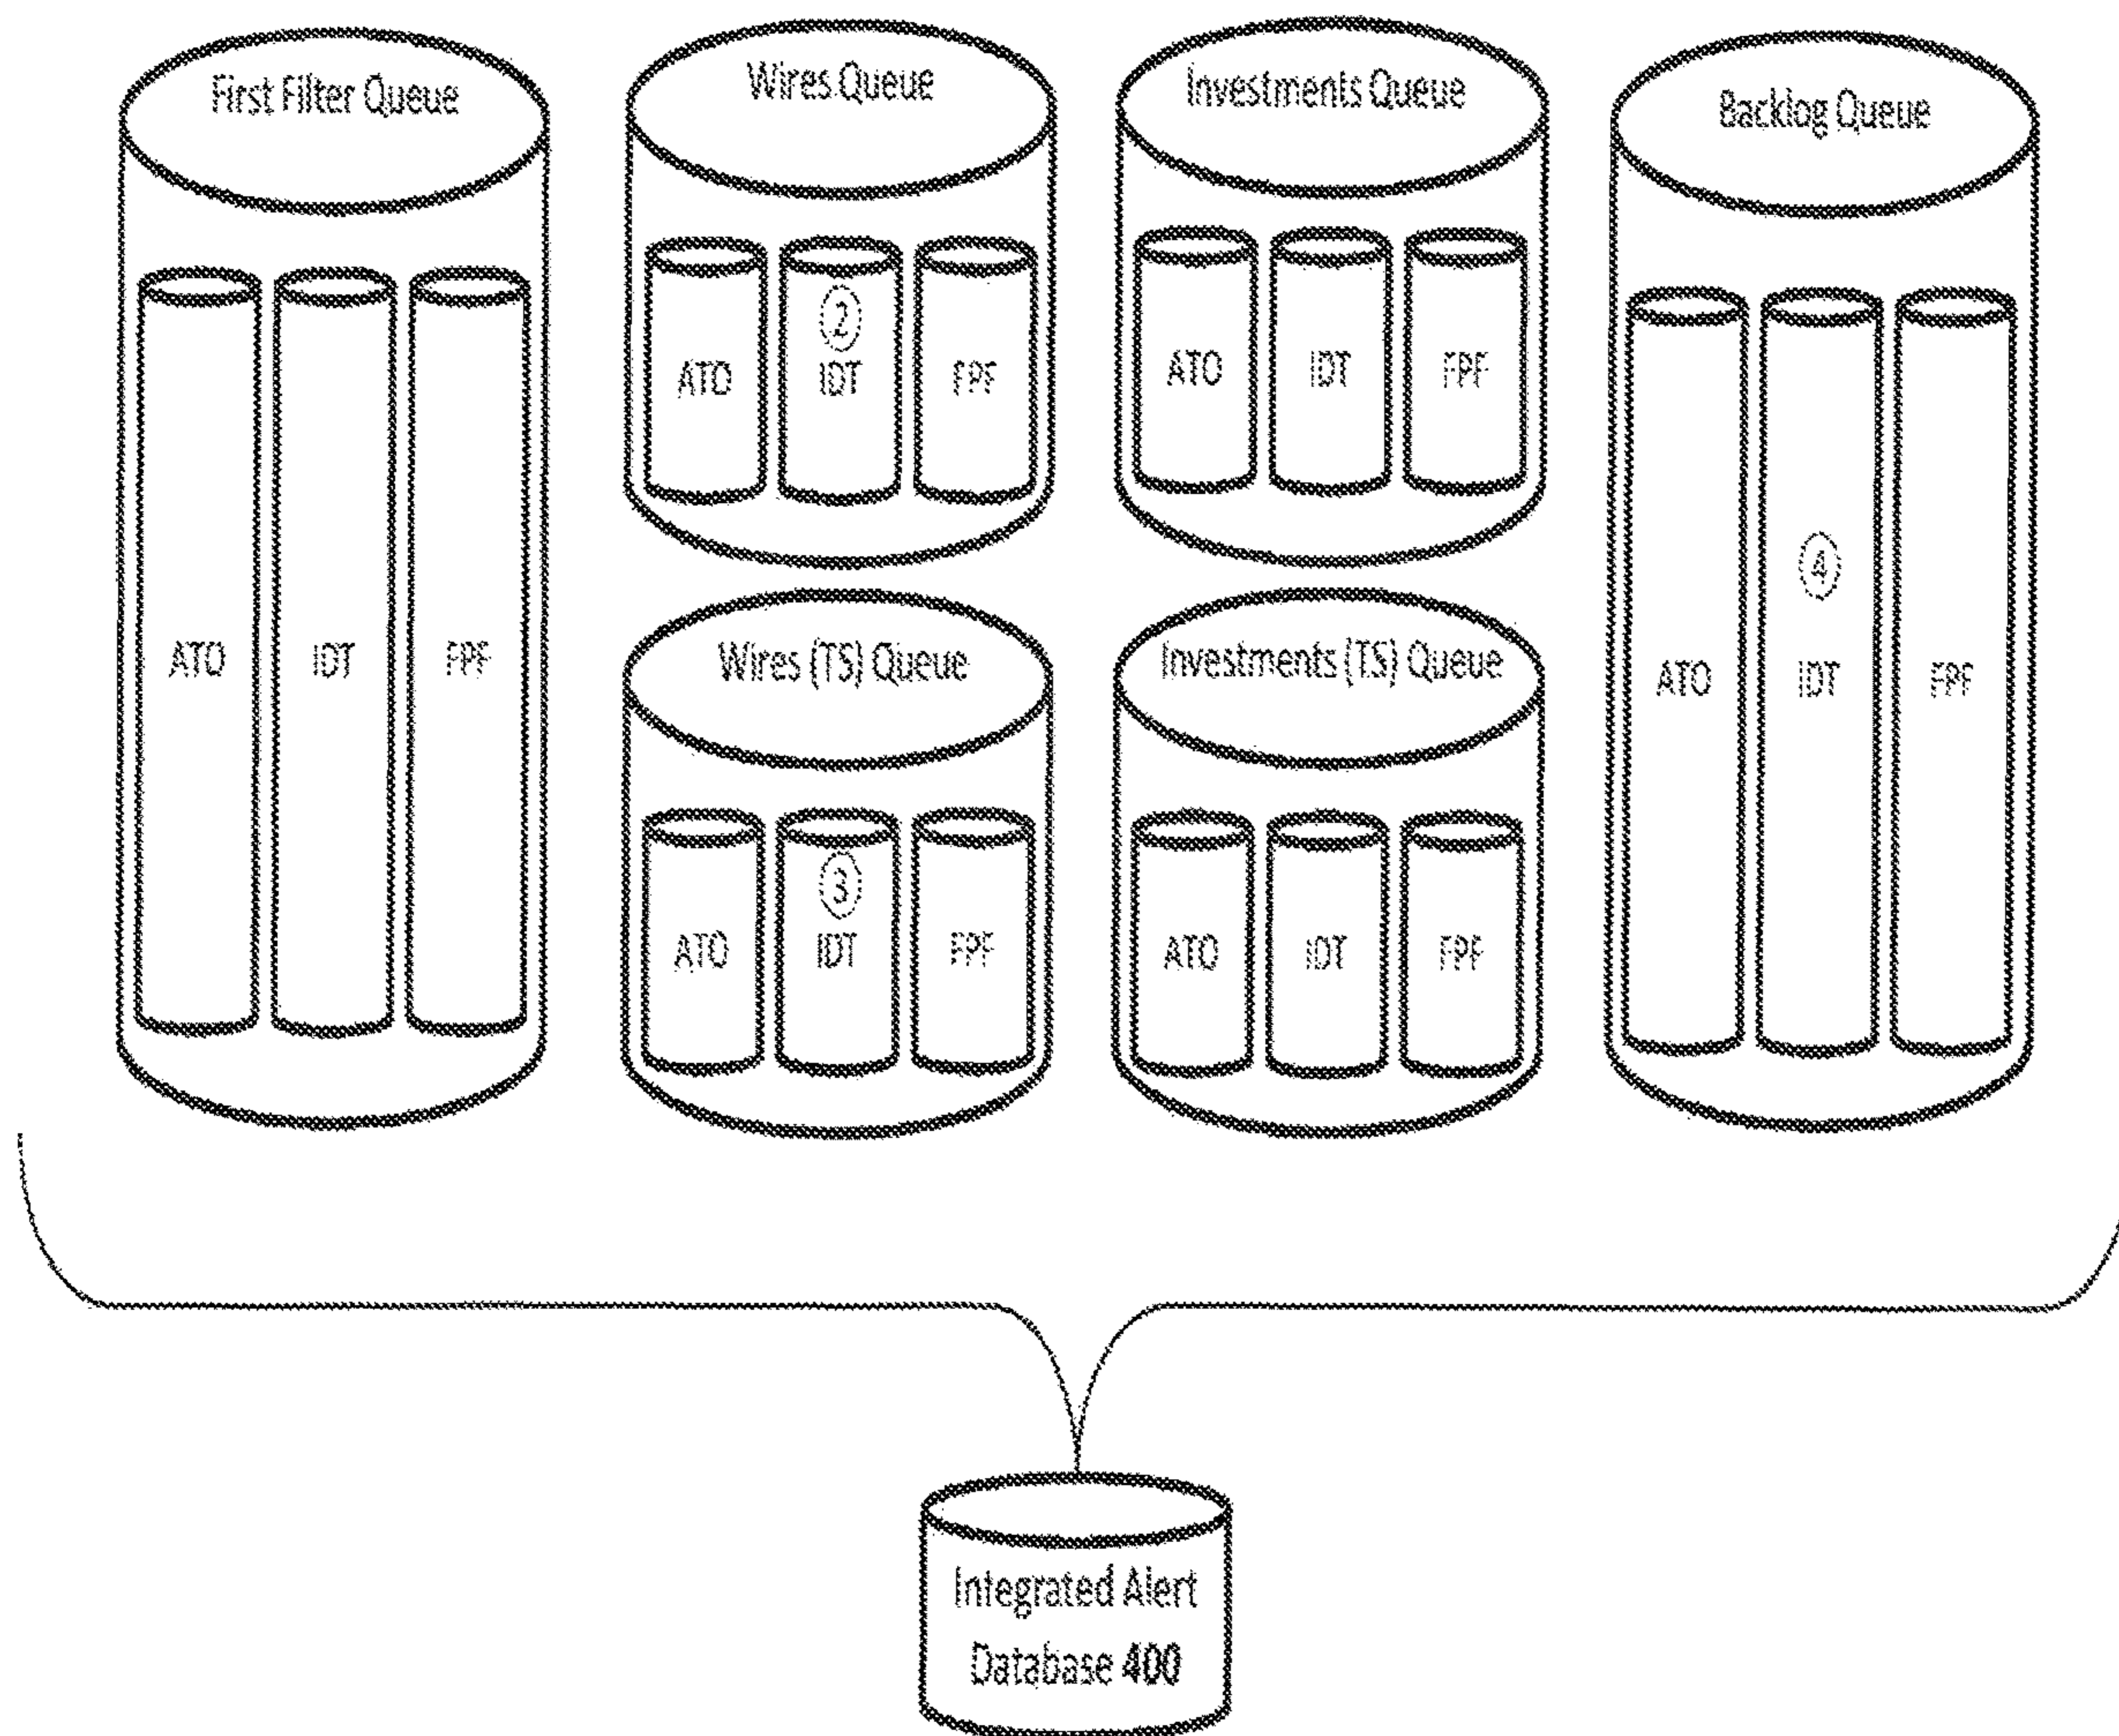 First Filter Queue
ATO IDT FPF
Wires Queue
2
ATO IDT FPF
Investments Queue
ATO IDT FPF
Wires (TS) Queue
3
ATO IDT FPF
Investments (TS) Queue
ATO IDT FPF
Backlog Queue
4
ATO IDT FPF
Integrated Alert
Database 400